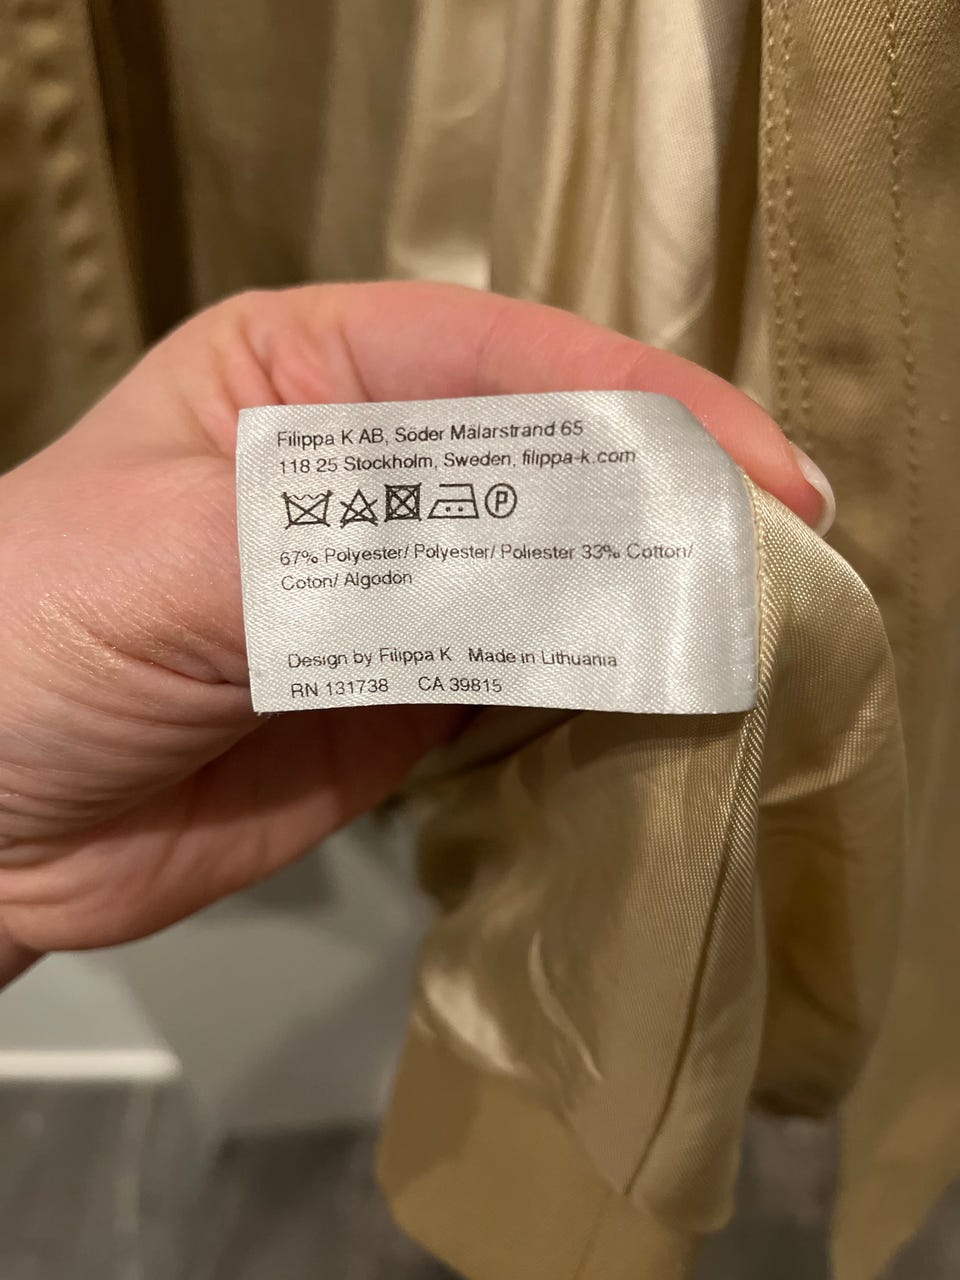 Filippa K AB, Söder Mälarstrand 65
118 25 Stockholm, Sweden, filippa-k.com
P
67% Polyester/ Polyester/ Poliester 33% Cotton/
Coton/ Algodón
Design by Filippa K Made in Lithuania
RN 131738 CA 39815